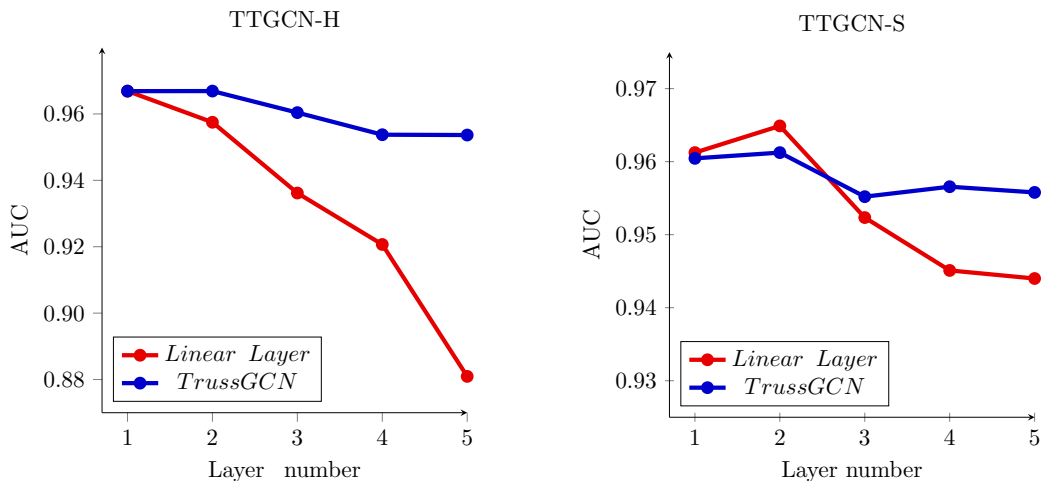 TTGCN-H
0.96
0.94
0.92
0.90
0.88
AUC
Linear Layer
TrussGCN
1 2 3 4 5
Layer number
TTGCN-S
0.97
0.96
0.95
0.94
0.93
AUC
Linear Layer
TrussGCN
1 2 3 4 5
Layer number